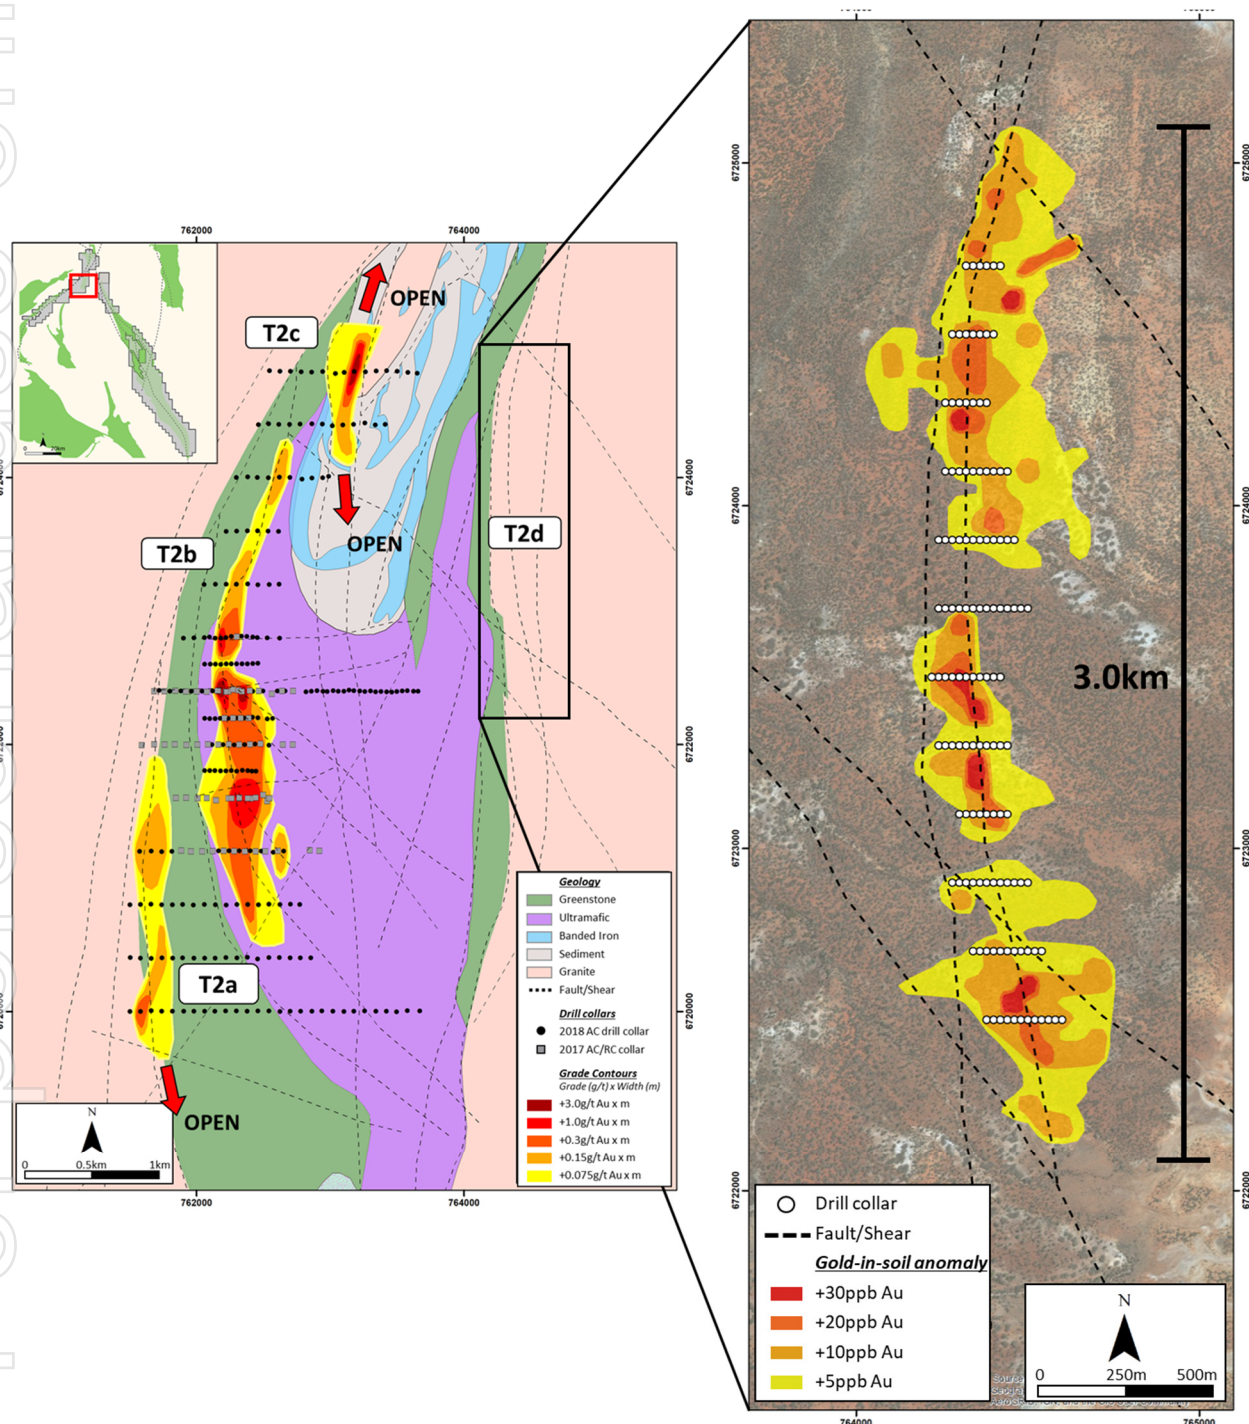 762000
764000
OPEN
T2c
OPEN
T2b
T2d
T2a
OPEN
6724000
6724000
N
0 0.5km 1km
762000
764000
Geology
Greenstone
Ultramafic
Banded Iron
Sediment
Granite
Fault/Shear
Drill collars
2018 AC drill collar
2017 AC/RC collar
Grade Contours
Grade (g/t) x Width (m)
+3.0g/t Au x m
+1.0g/t Au x m
+0.3g/t Au x m
+0.15g/t Au x m
+0.075g/t Au x m
6725000
6725000
6724000
6724000
3.0km
6723000
6723000
6722000
6722000
Drill collar
Fault/Shear
Gold-in-soil anomaly
+30ppb Au
+20ppb Au
+10ppb Au
+5ppb Au
N
0 250m 500m
764000
765000